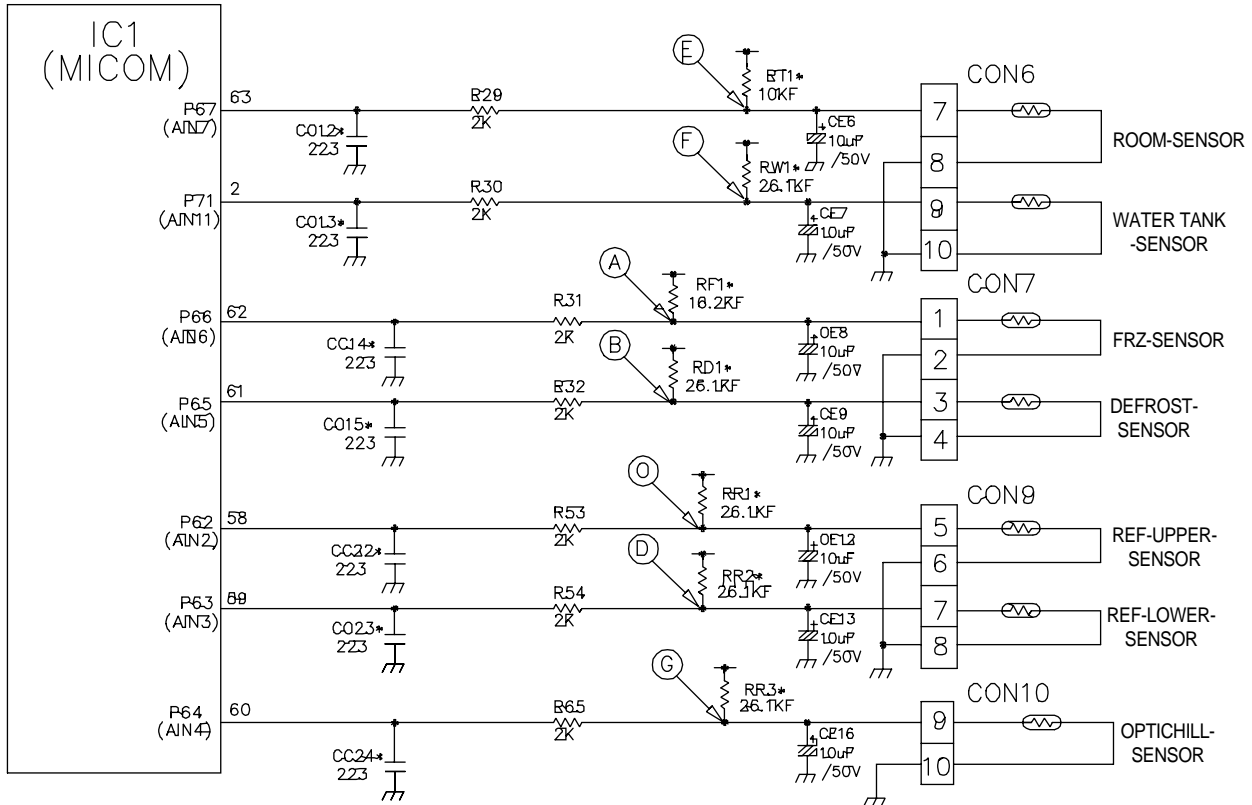 IC1
(MICOM)
P67
(AIN7)
63
C012*
223
R29
2K
E
RT1*
10KF
CE6
10uF
/50V
CON6
7
8
ROOM-SENSOR
P71
(AIN11)
2
C013*
223
R30
2K
F
RW1*
26.1KF
CE7
10uF
/50V
9
10
WATER TANK
-SENSOR
P66
(AIN6)
62
CC14*
223
R31
2K
A
RF1*
16.2KF
OE8
10uF
/50V
CON7
1
2
FRZ-SENSOR
P65
(AIN5)
61
C015*
223
R32
2K
B
RD1*
26.1KF
CE9
10uF
/50V
3
4
DEFROST-
SENSOR
P62
(AIN2)
58
CC22*
223
R53
2K
O
RR1*
26.1KF
OE12
10uF
/50V
CON9
5
6
REF-UPPER-
SENSOR
P63
(AIN3)
59
C023*
223
R54
2K
D
RR2*
26.1KF
CE13
10uF
/50V
7
8
REF-LOWER-
SENSOR
P64
(AIN4)
60
CC24*
223
R65
2K
G
RR3*
26.1KF
CE16
10uF
/50V
CON10
9
10
OPTICHILL-
SENSOR